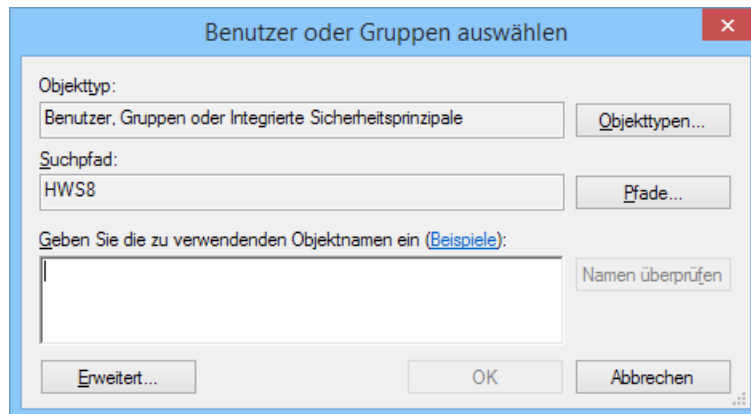 Benutzer oder Gruppen auswählen
Objekttyp:
Benutzer, Gruppen oder Integrierte Sicherheitsprinzipale
Objekttypen...
Suchpfad:
HWS8
Pfade...
Geben Sie die zu verwendenden Objektnamen ein (Beispiele):
Namen überprüfen
Erweitert...
OK
Abbrechen